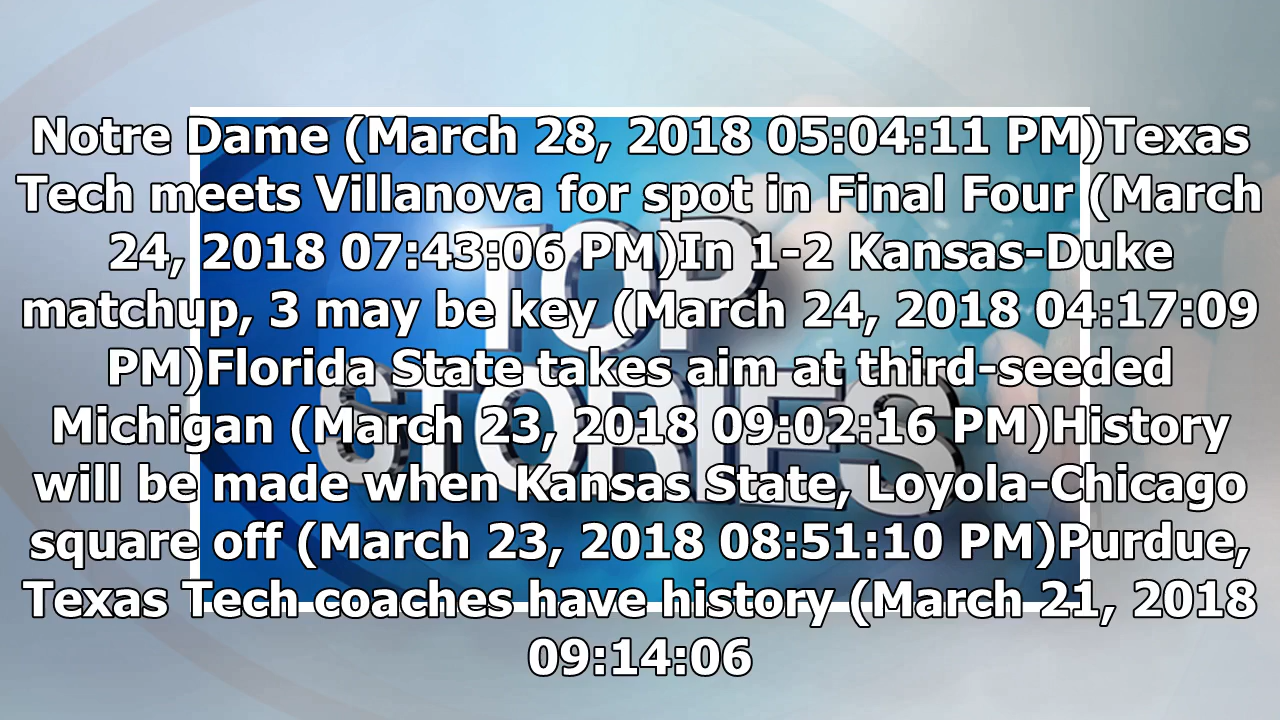 Notre Dame (March 28, 2018 05:04:11 PM)Texas
Tech meets Villanova for spot in Final Four (March
24, 2018 07:43:06 PM)In 1-2 Kansas-Duke
matchup, 3 may be key (March 24, 2018 04:17:09
PM)Florida State takes aim at third-seeded
Michigan (March 23, 2018 09:02:16 PM)History
will be made when Kansas State, Loyola-Chicago
square off (March 23, 2018 08:51:10 PM)Purdue,
Texas Tech coaches have history (March 21, 2018
09:14:06
TOP
STORIES